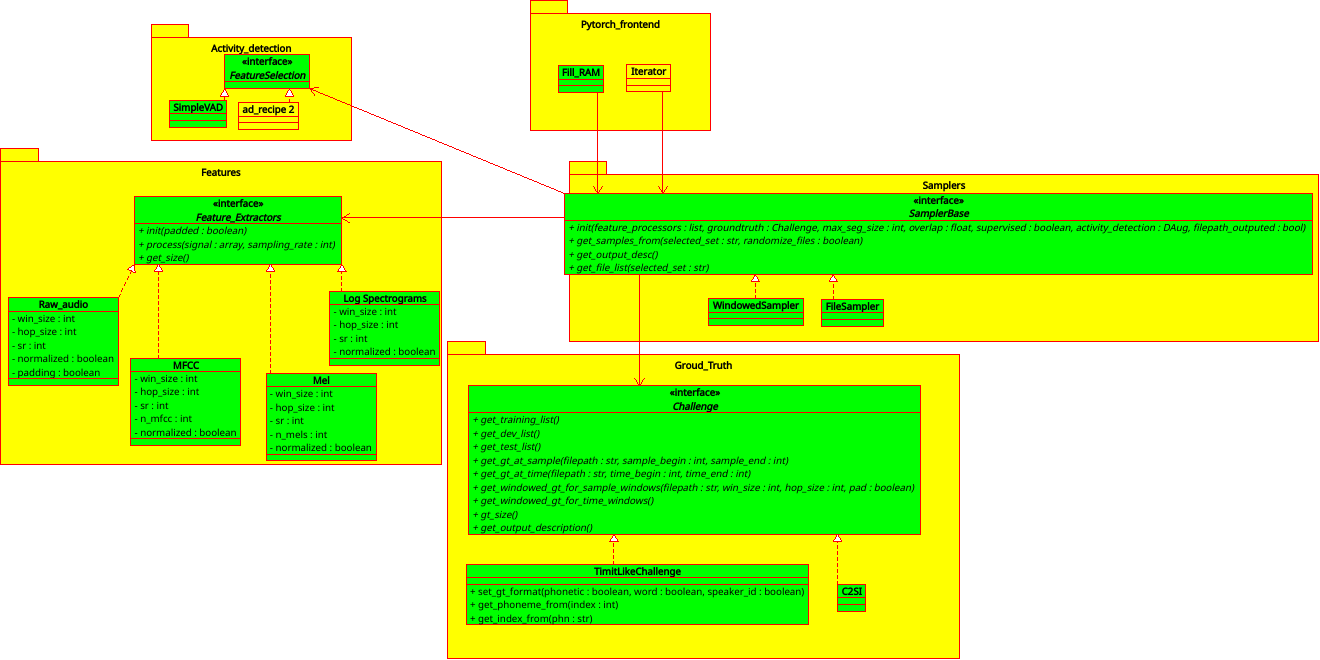 Pytorch_frontend
Fill_RAM
Iterator
Activity_detection
«interface»
FeatureSelection
SimpleVAD
ad_recipe 2
Features
«interface»
Feature_Extractors
+ init(padded : boolean)
+ process(signal : array, sampling_rate : int)
+ get_size()
Raw_audio
- win_size : int
- hop_size : int
- sr : int
- normalized : boolean
- padding : boolean
MFCC
- win_size : int
- hop_size : int
- sr : int
- n_mfcc : int
- normalized : boolean
Mel
- win_size : int
- hop_size : int
- sr : int
- n_mels : int
- normalized : boolean
Log Spectrograms
- win_size : int
- hop_size : int
- sr : int
- normalized : boolean
Samplers
«interface»
SamplerBase
+ init(feature_processors : list, groundtruth : Challenge, max_seg_size : int, overlap : float, supervised : boolean, activity_detection : DAug, filepath_outputed : bool)
+ get_samples_from(selected_set : str, randomize_files : boolean)
+ get_output_desc()
+ get_file_list(selected_set : str)
WindowedSampler
FileSampler
Groud_Truth
«interface»
Challenge
+ get_training_list()
+ get_dev_list()
+ get_test_list()
+ get_gt_at_sample(filepath : str, sample_begin : int, sample_end : int)
+ get_gt_at_time(filepath : str, time_begin : int, time_end : int)
+ get_windowed_gt_for_sample_windows(filepath : str, win_size : int, hop_size : int, pad : boolean)
+ get_windowed_gt_for_time_windows()
+ gt_size()
+ get_output_description()
TimitLikeChallenge
+ set_gt_format(phonetic : boolean, word : boolean, speaker_id : boolean)
+ get_phoneme_from(index : int)
+ get_index_from(phn : str)
C2SI